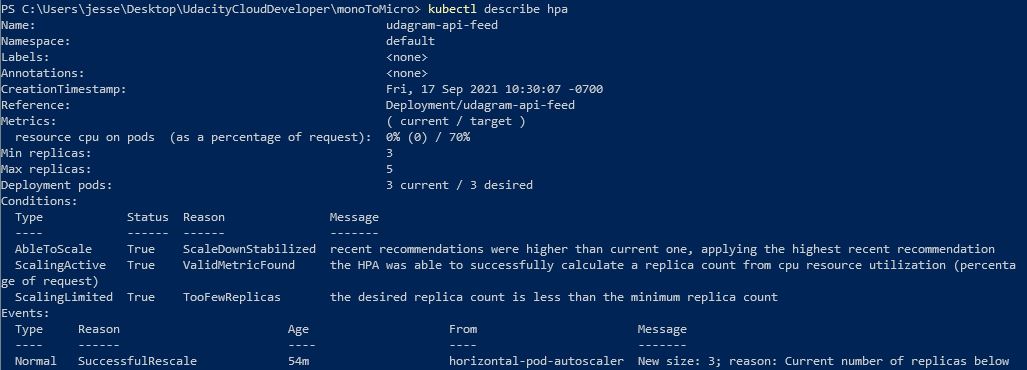 PS C:\Users\jesse\Desktop\UdacityCloudDeveloper\monoToMicro> kubectl describe hpa
Name: udagram-api-feed
Namespace: default
Labels: <none>
Annotations: <none>
CreationTimestamp: Fri, 17 Sep 2021 10:30:07 -0700
Reference: Deployment/udagram-api-feed
Metrics: ( current / target )
resource cpu on pods (as a percentage of request): 0% (0) / 70%
Min replicas: 3
Max replicas: 5
Deployment pods: 3 current / 3 desired
Conditions:
Type Status Reason Message
---- ------ ------ -------
AbleToScale True ScaleDownStabilized recent recommendations were higher than current one, applying the highest recent recommendation
ScalingActive True ValidMetricFound the HPA was able to successfully calculate a replica count from cpu resource utilization (percenta
ge of request)
ScalingLimited True TooFewReplicas the desired replica count is less than the minimum replica count
Events:
Type Reason Age From Message
---- ------ ---- ---- -------
Normal SuccessfulRescale 54m horizontal-pod-autoscaler New size: 3; reason: Current number of replicas below